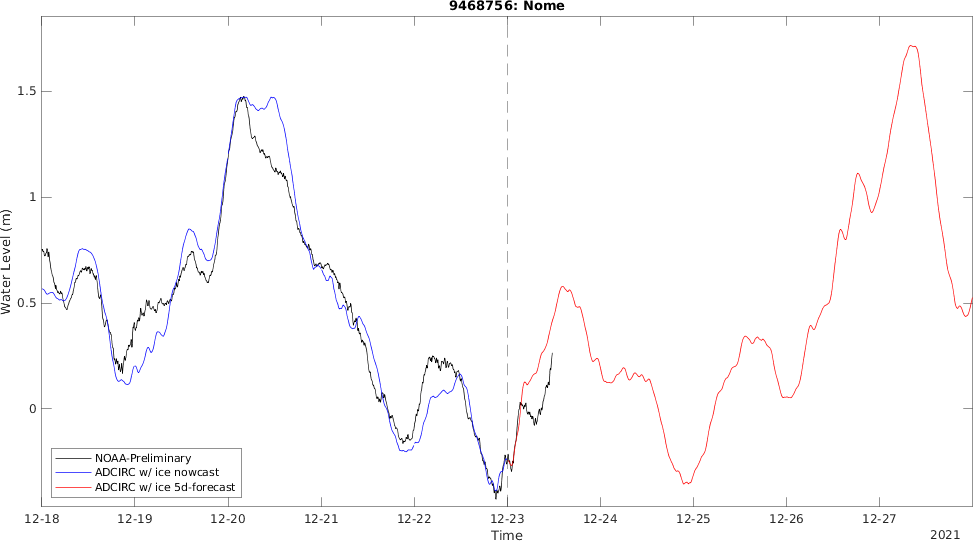 9468756: Nome
Water Level (m)
1.5
1
0.5
0
NOAA-Preliminary
ADCIRC w/ ice nowcast
ADCIRC w/ ice 5d-forecast
12-18 12-19 12-20 12-21 12-22 12-23 12-24 12-25 12-26 12-27
Time
2021